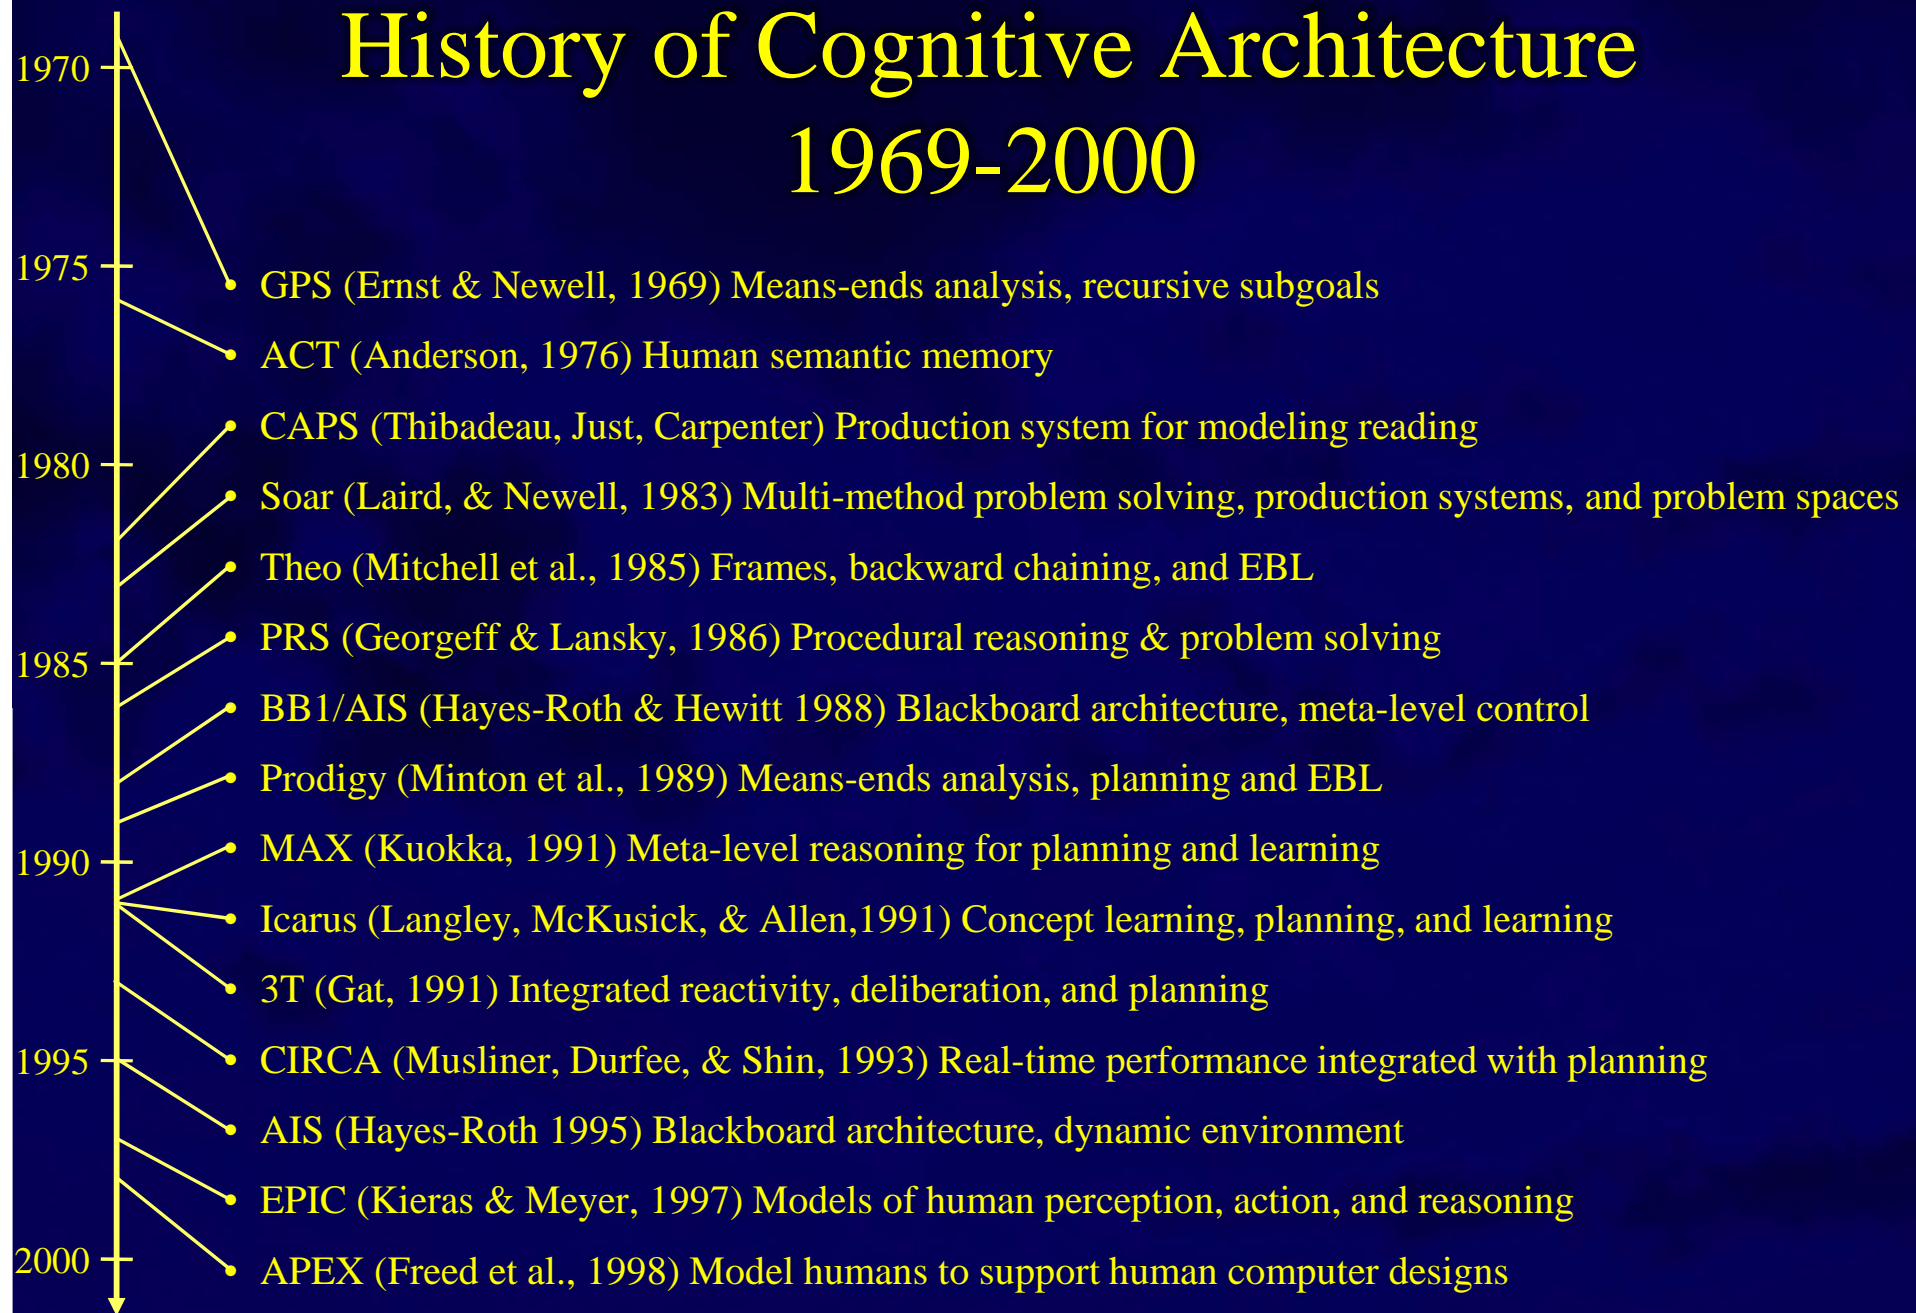 History of Cognitive Architecture
1969-2000
1970
1975
GPS (Ernst & Newell, 1969) Means-ends analysis, recursive subgoals
ACT (Anderson, 1976) Human semantic memory
CAPS (Thibadeau, Just, Carpenter) Production system for modeling reading
1980
Soar (Laird, & Newell, 1983) Multi-method problem solving, production systems, and problem spaces
Theo (Mitchell et al., 1985) Frames, backward chaining, and EBL
PRS (Georgeff & Lansky, 1986) Procedural reasoning & problem solving
1985
BB1/AIS (Hayes-Roth & Hewitt 1988) Blackboard architecture, meta-level control
Prodigy (Minton et al., 1989) Means-ends analysis, planning and EBL
MAX (Kuokka, 1991) Meta-level reasoning for planning and learning
1990
Icarus (Langley, McKusick, & Allen,1991) Concept learning, planning, and learning
3T (Gat, 1991) Integrated reactivity, deliberation, and planning
CIRCA (Musliner, Durfee, & Shin, 1993) Real-time performance integrated with planning
1995
AIS (Hayes-Roth 1995) Blackboard architecture, dynamic environment
EPIC (Kieras & Meyer, 1997) Models of human perception, action, and reasoning
2000
APEX (Freed et al., 1998) Model humans to support human computer designs